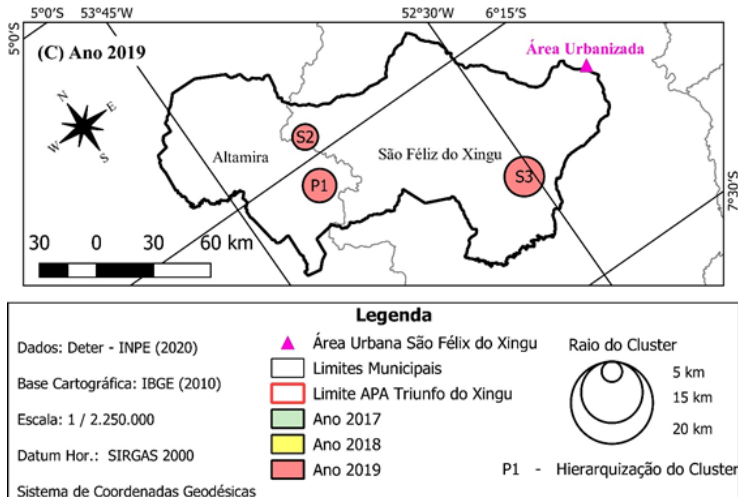 5°0'S 53°45'W 52°30'W 6°15'S
5°0'S
(C) Ano 2019
Área Urbanizada
N
E
W
S
S2
Altamira
São Féliz do Xingu
P1
S3
7°30'S
30 0 30 60 km
Legenda
Dados: Deter - INPE (2020)
Base Cartográfica: IBGE (2010)
Escala: 1 / 2.250.000
Datum Hor.: SIRGAS 2000
Sistema de Coordenadas Geodésicas
Área Urbana São Félix do Xingu
Limites Municipais
Limite APA Triunfo do Xingu
Ano 2017
Ano 2018
Ano 2019
Raio do Cluster
5 km
15 km
20 km
P1 - Hierarquização do Cluster